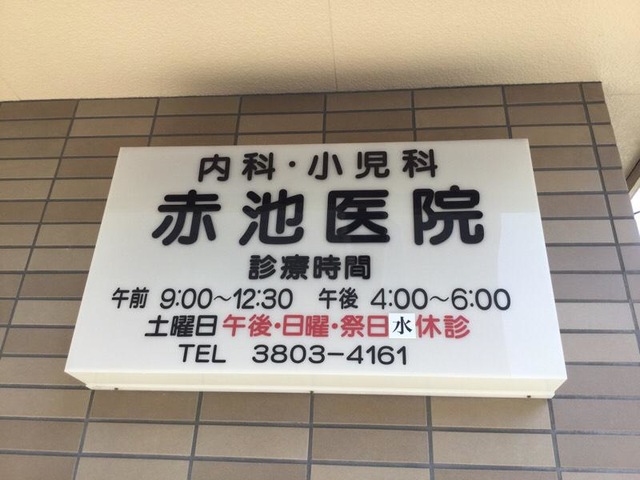 内科・小児科
赤池医院
診療時間
午前 9:00～12:30 午後 4:00～6:00
土曜日午後・日曜・祭日水休診
TEL 3803-4161